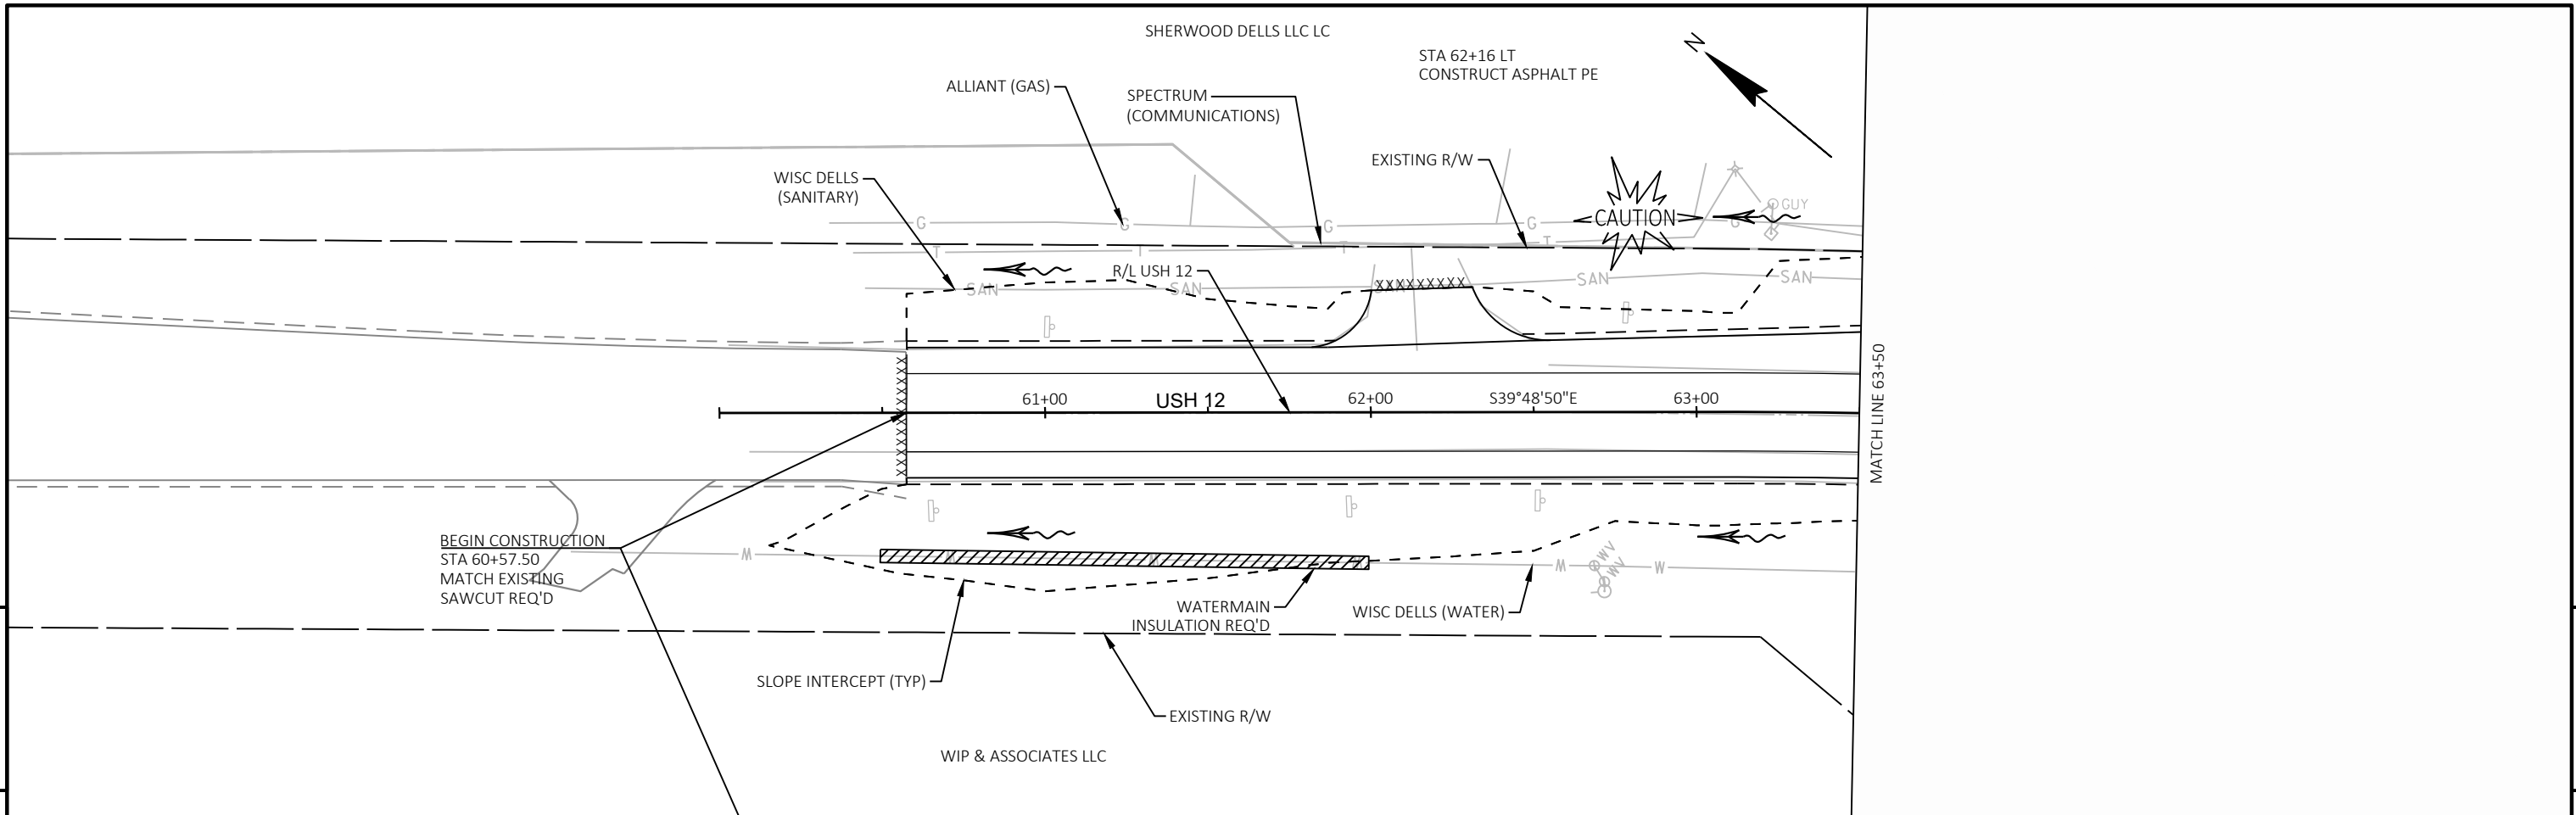 SHERWOOD DELLS LLC LC
N
STA 62+16 LT
CONSTRUCT ASPHALT PE
ALLIANT (GAS)
SPECTRUM
(COMMUNICATIONS)
EXISTING R/W
WISC DELLS
(SANITARY)
G
G
G
G
CAUTION
G
GUY
T
T
T
T
R/L USH 12
SAN
SAN
SAN
SAN
XXXXXXXXX
61+00
USH 12
62+00
S39°48'50"E
63+00
MATCH LINE 63+50
BEGIN CONSTRUCTION
STA 60+57.50
MATCH EXISTING
SAWCUT REQ'D
W
W
W
WV
WV
WATERMAIN
INSULATION REQ'D
WISC DELLS (WATER)
SLOPE INTERCEPT (TYP)
EXISTING R/W
WIP & ASSOCIATES LLC